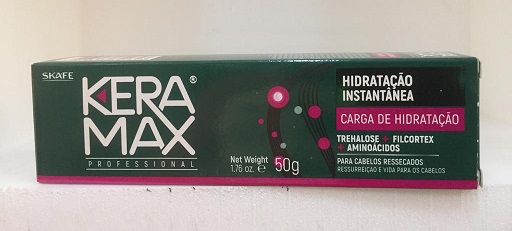 SKAFE
KERA
MAX®
PROFESSIONAL
Net Weight
1.76 oz. ℮ 50g
HIDRATAÇÃO
INSTANTÂNEA
CARGA DE HIDRATAÇÃO
TREHALOSE + FILCORTEX
+ AMINOÁCIDOS
PARA CABELOS RESSECADOS
RESSURREIÇÃO E VIDA PARA OS CABELOS